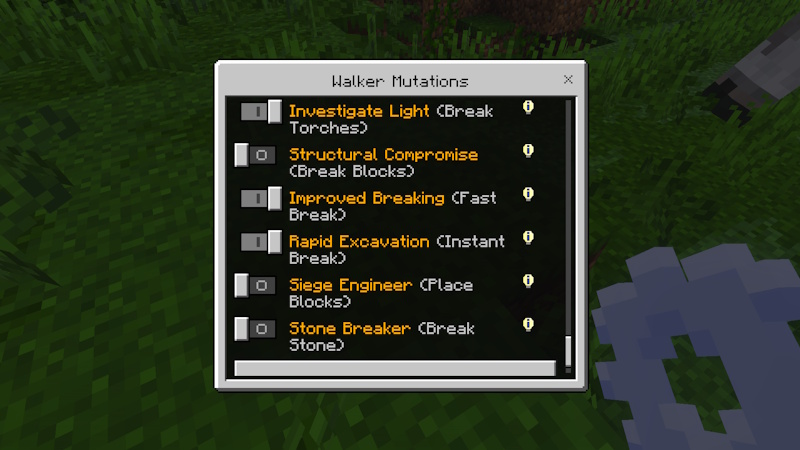 Walker Mutations
Investigate Light (Break
Torches)
Structural Compromise
(Break Blocks)
Improved Breaking (Fast
Break)
Rapid Excavation (Instant
Break)
Siege Engineer (Place
Blocks)
Stone Breaker (Break
Stone)